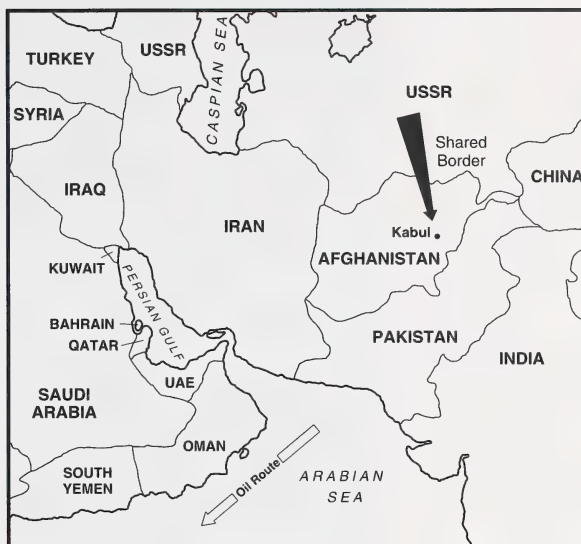 TURKEY
USSR
CASPIAN SEA
USSR
SYRIA
Shared
Border
CHINA
IRAQ
IRAN
Kabul
AFGHANISTAN
KUWAIT
PERSIAN GULF
BAHRAIN
QATAR
PAKISTAN
INDIA
UAE
SAUDI
ARABIA
OMAN
SOUTH
YEMEN
Oil Route
ARABIAN
SEA